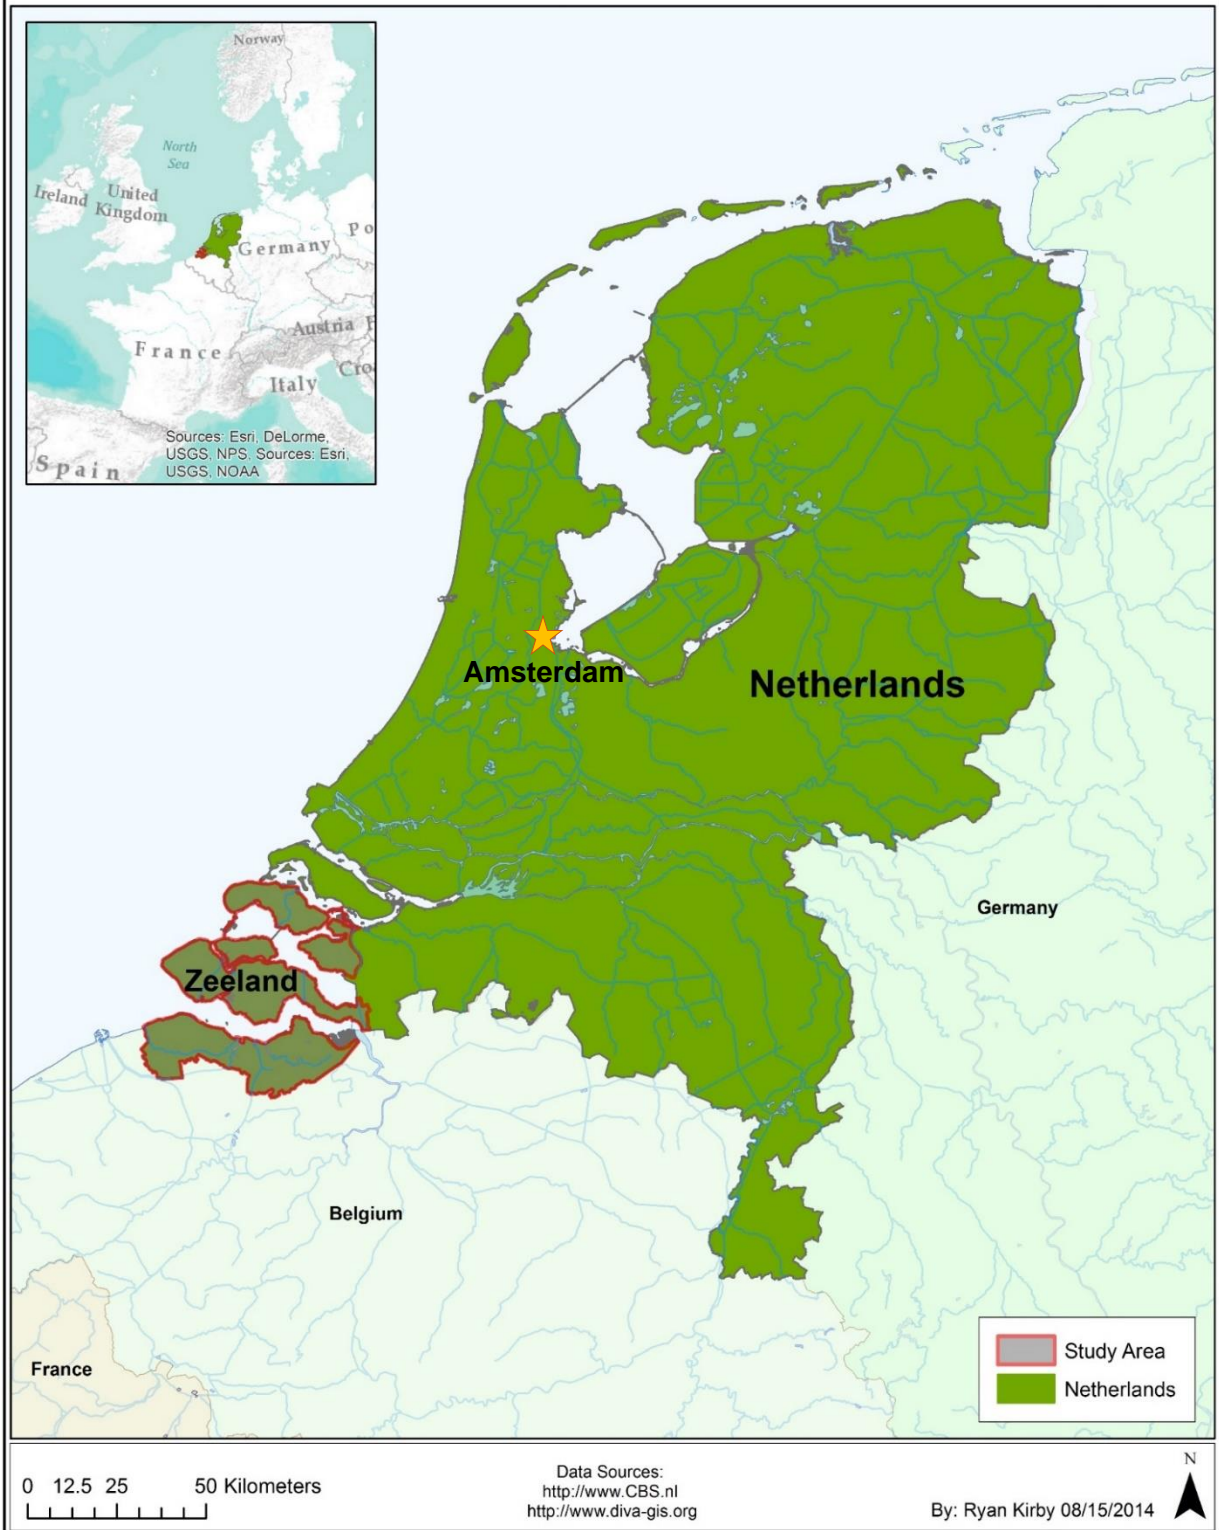 Norway
North
Sea
Ireland
United
Kingdom
Germany
Po
Austria
F r a n c e
Italy
Cro
Spain
Sources: Esri, DeLorme,
USGS, NPS. Sources: Esri,
USGS, NOAA
Amsterdam
Netherlands
Germany
Zeeland
Belgium
France
Study Area
Netherlands
0 12.5 25 50 Kilometers
Data Sources:
http://www.CBS.nl
http://www.diva-gis.org
By: Ryan Kirby 08/15/2014
N